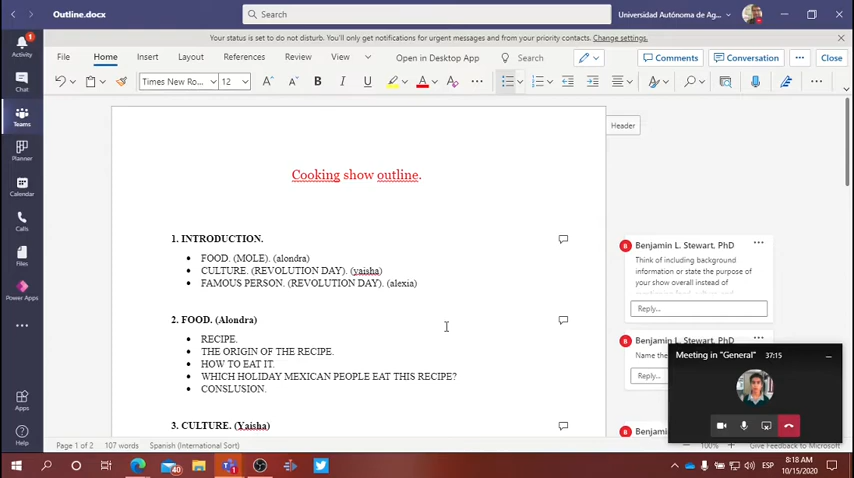 Outline.docx
Search
Universidad Autónoma de Ag...
Your status is set to do not disturb. You'll only get notifications for urgent messages and from your priority contacts. Change settings.
Activity
1
Chat
Teams
Planner
Calendar
Calls
Files
Power Apps
Apps
Help
File Home Insert Layout References Review View Open in Desktop App Search Comments Conversation Close
Times New Ro... 12 B I U A A
Header
Cooking show outline.
1. INTRODUCTION.
• FOOD. (MOLE). (alondra)
• CULTURE. (REVOLUTION DAY). (yaisha)
• FAMOUS PERSON. (REVOLUTION DAY). (alexia)
2. FOOD. (Alondra)
• RECIPE.
• THE ORIGIN OF THE RECIPE.
• HOW TO EAT IT.
• WHICH HOLIDAY MEXICAN PEOPLE EAT THIS RECIPE?
• CONSLUSION.
3. CULTURE. (Yaisha)
B Benjamin L. Stewart, PhD
Think of including background
information or state the purpose of
your show overall instead of
Reply...
B Benjamin L. Stewart, PhD
Name the
Reply...
B Benjamin
Meeting in "General" 37:15
Page 1 of 2 107 words Spanish (International Sort) 100% Give Feedback to Microsoft
40
1
ESP
8:18 AM
10/15/2020